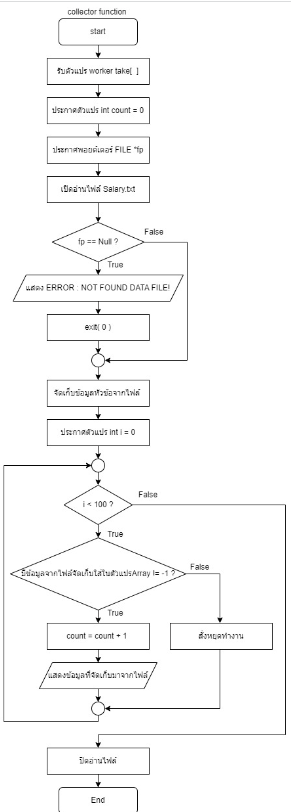 collector function
start
รับตัวแปร worker take[ ]
ประกาศตัวแปร int count = 0
ประกาศพอยต์เตอร์ FILE *fp
เปิดอ่านไฟล์ Salary.txt
fp == Null ?
False
True
แสดง ERROR : NOT FOUND DATA FILE!
exit( 0 )
จัดเก็บข้อมูลหัวข้อจากไฟล์
ประกาศตัวแปร int i = 0
i < 100 ?
False
True
มีข้อมูลจากไฟล์จัดเก็บใส่ในตัวแปรArray != -1 ?
False
True
count = count + 1
สั่งหยุดทำงาน
แสดงข้อมูลที่จัดเก็บมาจากไฟล์
ปิดอ่านไฟล์
End